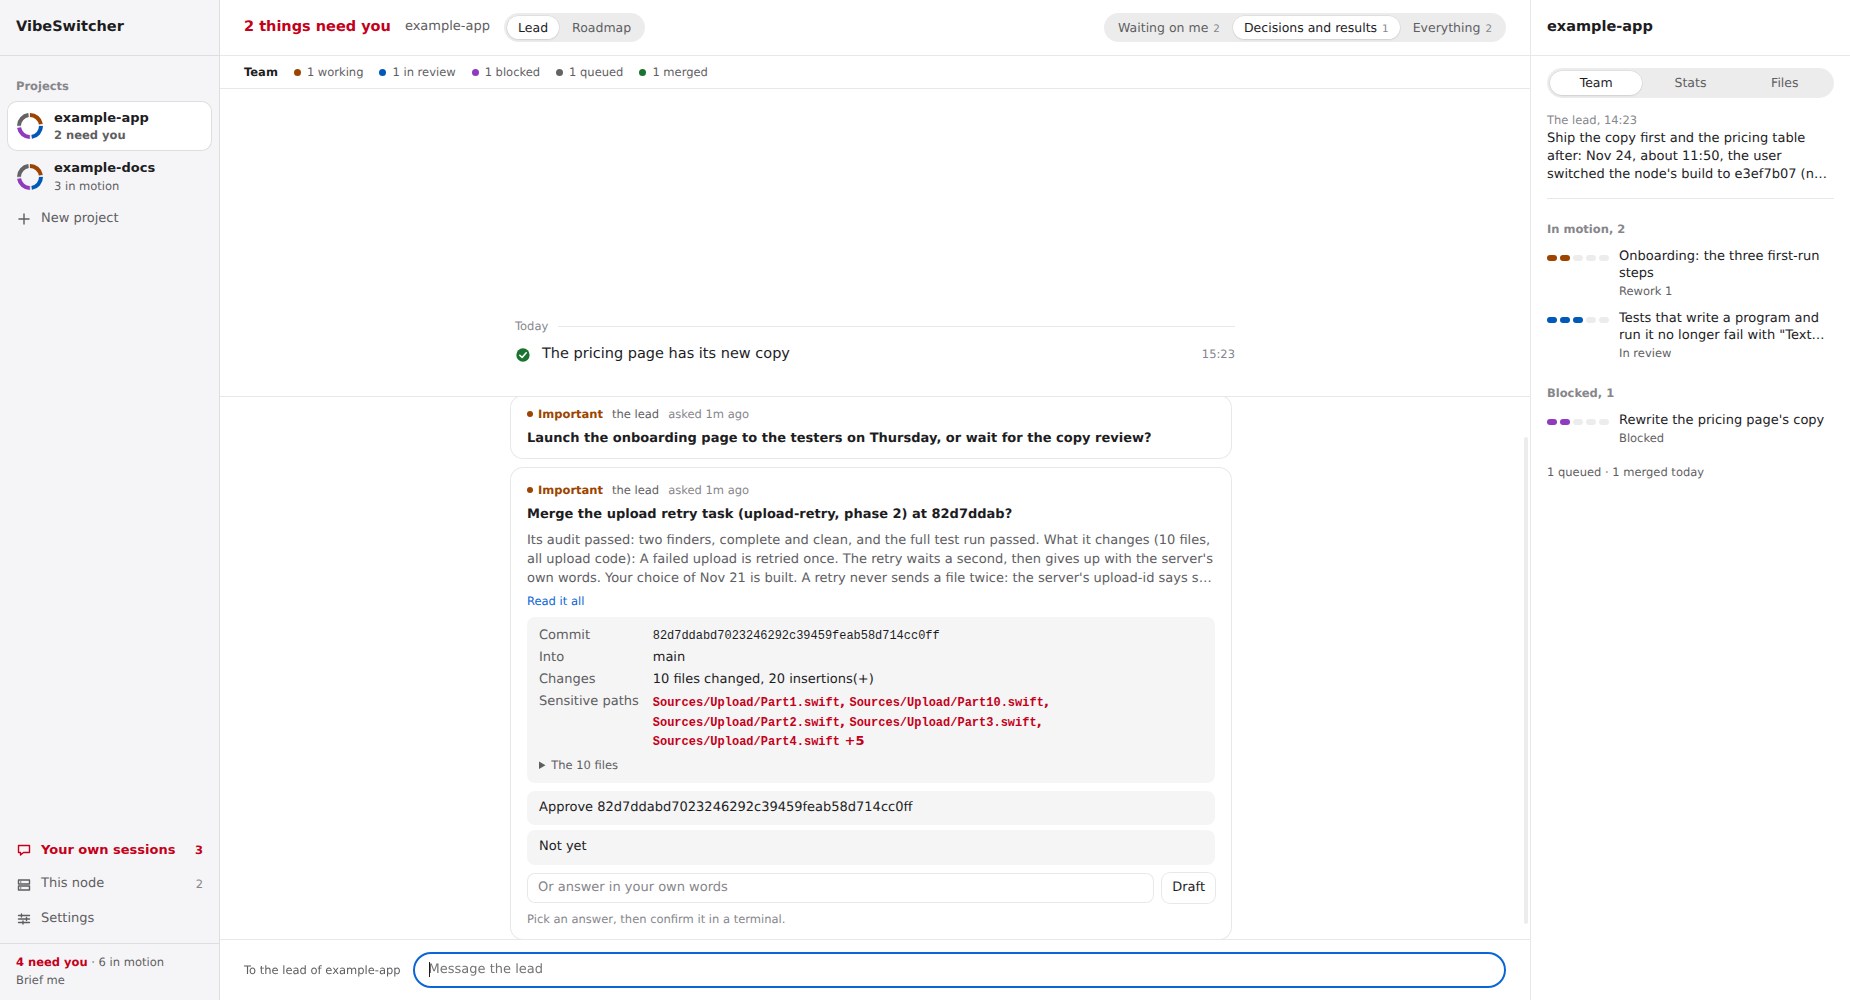 VibeSwitcher
Projects
example-app
2 need you
example-docs
3 in motion
New project
Your own sessions 3
This node 2
Settings
4 need you · 6 in motion
Brief me
2 things need you example-app Lead Roadmap
Waiting on me 2 Decisions and results 1 Everything 2
Team 1 working 1 in review 1 blocked 1 queued 1 merged
Today
The pricing page has its new copy 15:23
Important the lead asked 1m ago
Launch the onboarding page to the testers on Thursday, or wait for the copy review?
Important the lead asked 1m ago
Merge the upload retry task (upload-retry, phase 2) at 82d7ddab?
Its audit passed: two finders, complete and clean, and the full test run passed. What it changes (10 files,
all upload code): A failed upload is retried once. The retry waits a second, then gives up with the server's
own words. Your choice of Nov 21 is built. A retry never sends a file twice: the server's upload-id says s…
Read it all
Commit 82d7ddabd7023246292c39459feab58d714cc0ff
Into main
Changes 10 files changed, 20 insertions(+)
Sensitive paths Sources/Upload/Part1.swift, Sources/Upload/Part10.swift,
Sources/Upload/Part2.swift, Sources/Upload/Part3.swift,
Sources/Upload/Part4.swift +5
The 10 files
Approve 82d7ddabd7023246292c39459feab58d714cc0ff
Not yet
Or answer in your own words Draft
Pick an answer, then confirm it in a terminal.
To the lead of example-app Message the lead
example-app
Team Stats Files
The lead, 14:23
Ship the copy first and the pricing table
after: Nov 24, about 11:50, the user
switched the node's build to e3ef7b07 (n…
In motion, 2
Onboarding: the three first-run
steps
Rework 1
Tests that write a program and
run it no longer fail with "Text…
In review
Blocked, 1
Rewrite the pricing page's copy
Blocked
1 queued · 1 merged today